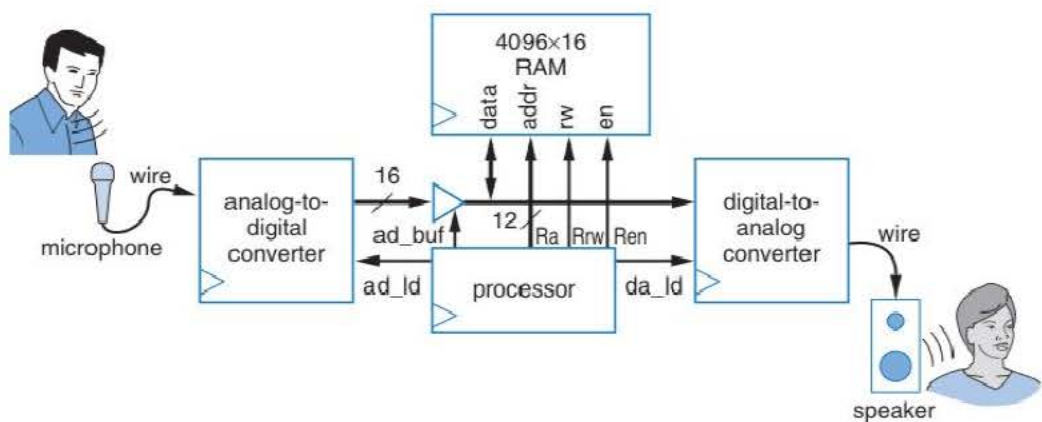 4096×16
RAM
data
addr
rw
en
wire
microphone
analog-to-
digital
converter
16
ad_buf
ad_ld
12
Ra
Rrw
Ren
processor
da_ld
digital-to-
analog
converter
wire
speaker